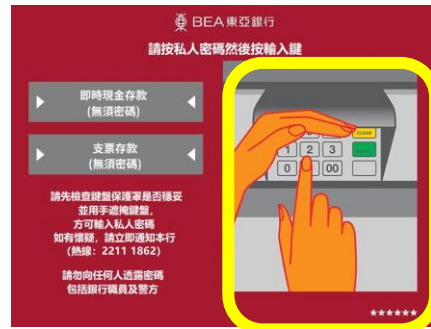 BEA東亞銀行
請按私人密碼然後按輸入鍵
即時現金存款
(無須密碼)
支票存款
(無須密碼)
請先檢查鍵盤保護罩是否穩妥
並用手遮掩鍵盤，
方可輸入私人密碼
如有懷疑，請立即通知本行
(熱線：2211 1862)
請勿向任何人透露密碼
包括銀行職員及警方
CLEAR
1 2 3
0 00
******